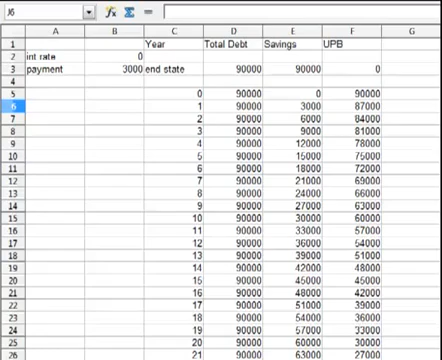 J6
A B C D E F G
1 Year Total Debt Savings UPB
2 int rate 0
3 payment 3000 end state 90000 90000 0
4
5 0 90000 0 90000
6 1 90000 3000 87000
7 2 90000 6000 84000
8 3 90000 9000 81000
9 4 90000 12000 78000
10 5 90000 15000 75000
11 6 90000 18000 72000
12 7 90000 21000 69000
13 8 90000 24000 66000
14 9 90000 27000 63000
15 10 90000 30000 60000
16 11 90000 33000 57000
17 12 90000 36000 54000
18 13 90000 39000 51000
19 14 90000 42000 48000
20 15 90000 45000 45000
21 16 90000 48000 42000
22 17 90000 51000 39000
23 18 90000 54000 36000
24 19 90000 57000 33000
25 20 90000 60000 30000
26 21 90000 63000 27000